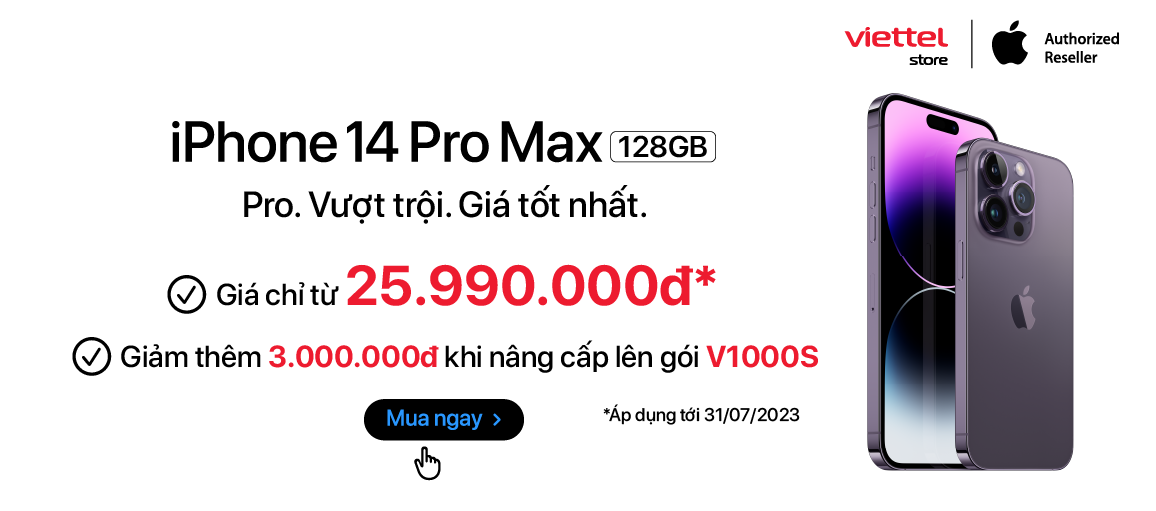 viettel
store
Authorized
Reseller
iPhone 14 Pro Max 128GB
Pro. Vượt trội. Giá tốt nhất.
Giá chỉ từ 25.990.000đ*
Giảm thêm 3.000.000đ khi nâng cấp lên gói V1000S
Mua ngay >
*Áp dụng tới 31/07/2023